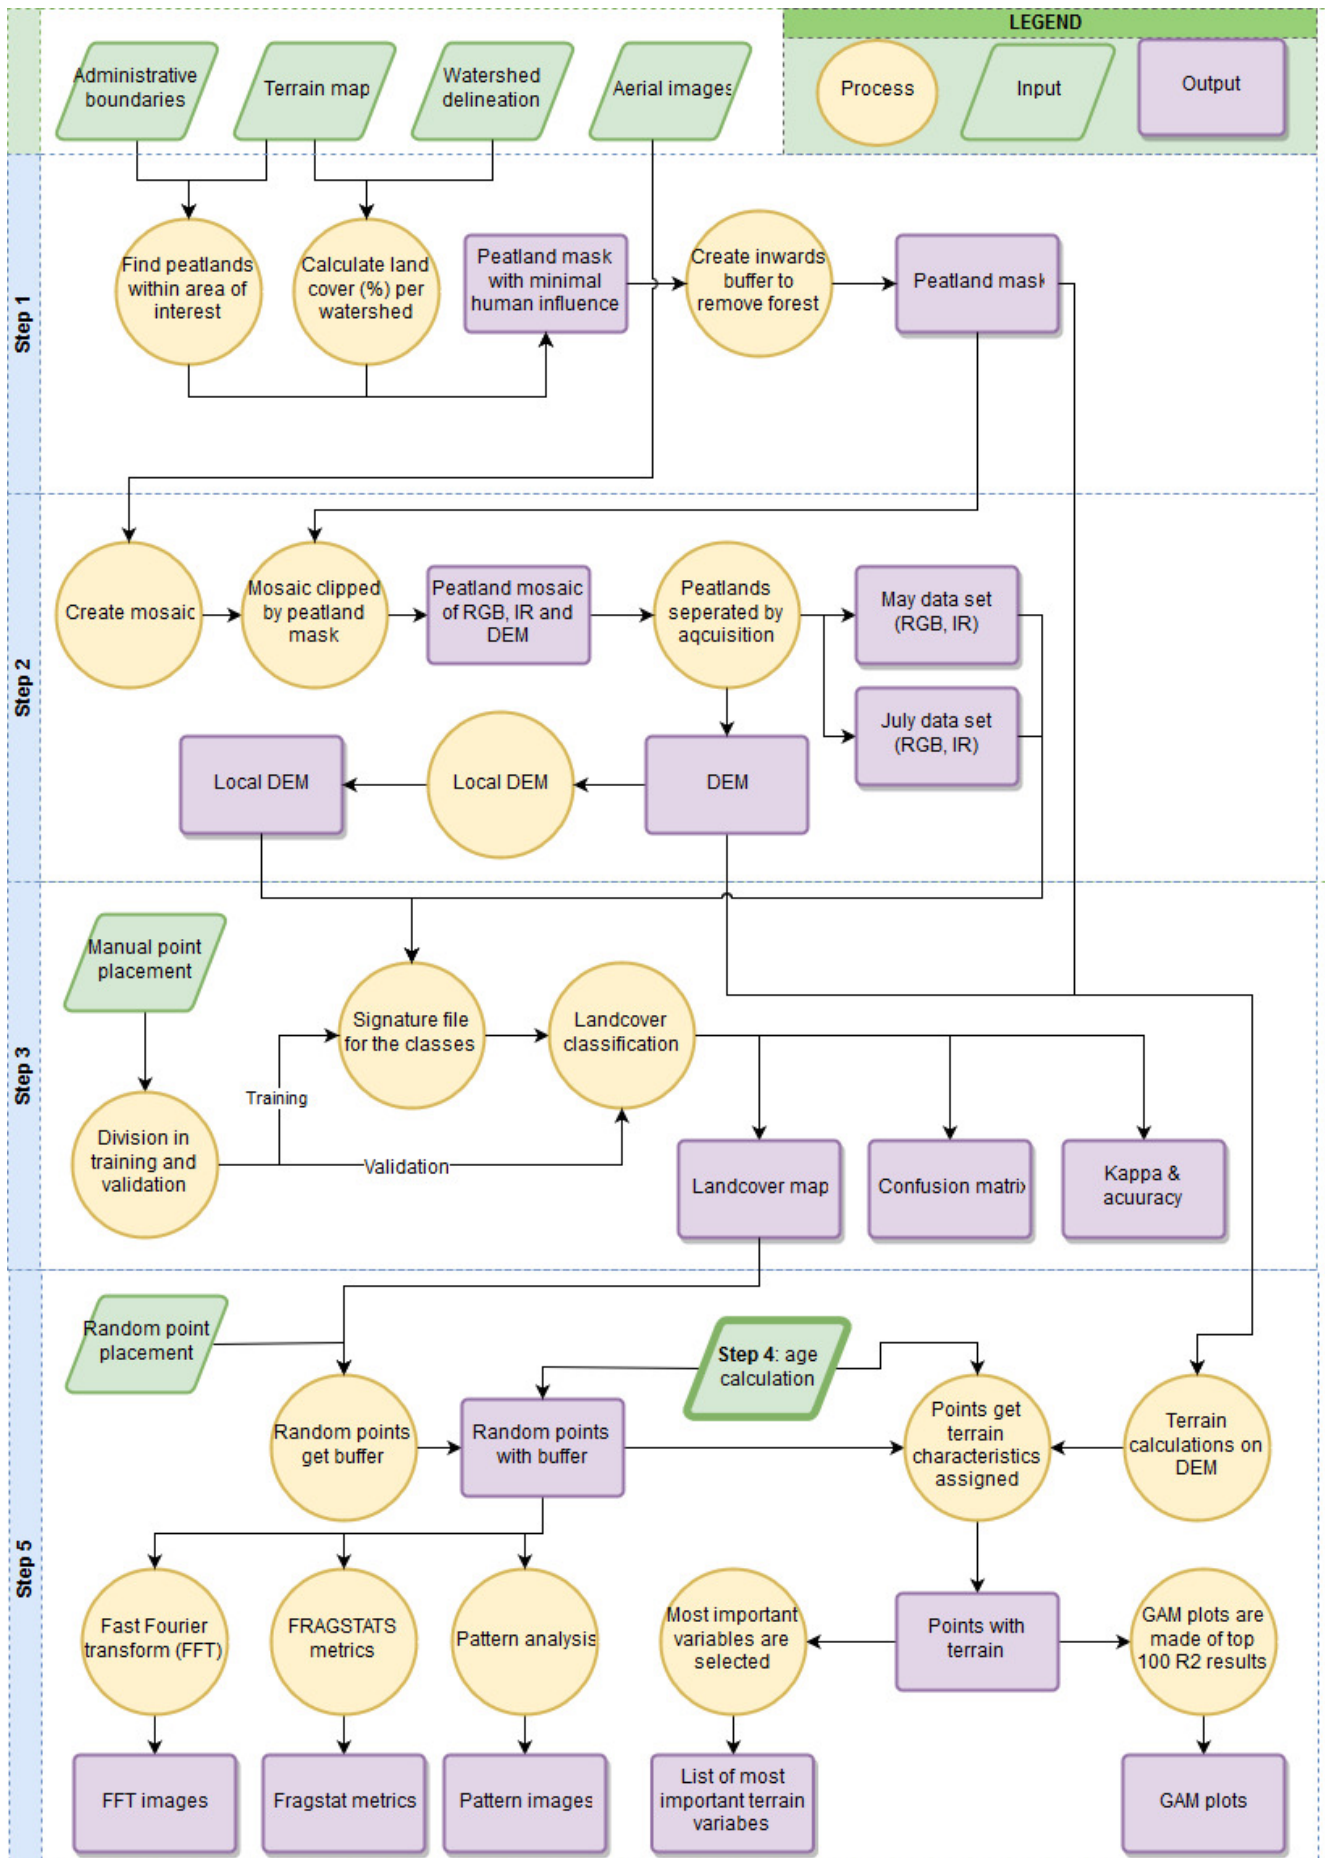 LEGEND
Administrative
boundaries
Terrain map
Watershed
delineation
Aerial images
Process
Input
Output
Step 1
Find peatlands
within area of
interest
Calculate land
cover (%) per
watershed
Peatland mask
with minimal
human influence
Create inwards
buffer to
remove forest
Peatland mask
Step 2
Create mosaic
Mosaic clipped
by peatland
mask
Peatland mosaic
of RGB, IR and
DEM
Peatlands
seperated by
aqcuisition
May data set
(RGB, IR)
July data set
(RGB, IR)
Local DEM
Local DEM
DEM
Step 3
Manual point
placement
Signature file
for the classes
Landcover
classification
Training
Division in
training and
validation
Validation
Landcover map
Confusion matrix
Kappa &
acuuracy
Step 5
Random point
placement
Step 4: age
calculation
Random points
get buffer
Random points
with buffer
Points get
terrain
characteristics
assigned
Terrain
calculations on
DEM
Fast Fourier
transform (FFT)
FRAGSTATS
metrics
Pattern analysis
Most important
variables are
selected
Points with
terrain
GAM plots are
made of top
100 R2 results
FFT images
Fragstat metrics
Pattern images
List of most
important terrain
variabes
GAM plots